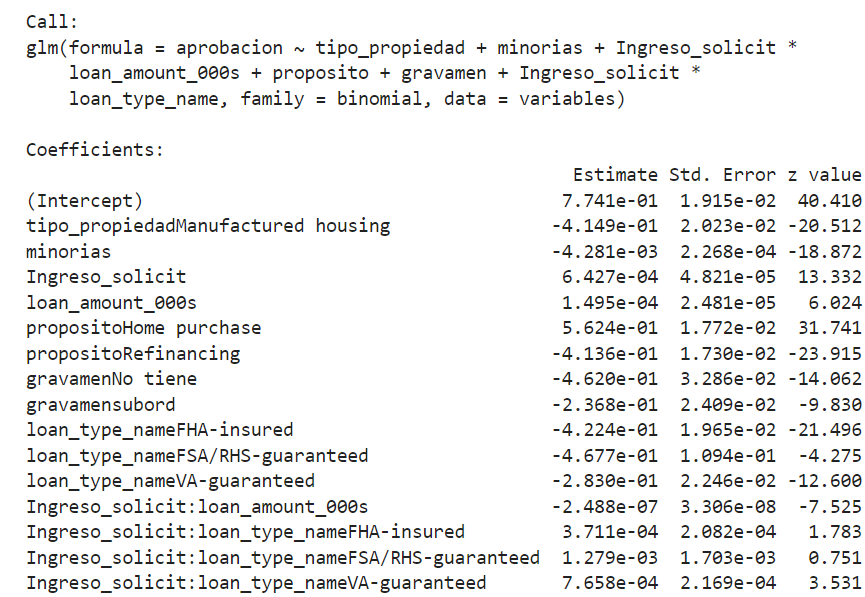 Call:
glm(formula = aprobacion ~ tipo_propiedad + minorias + Ingreso_solicit *
    loan_amount_000s + proposito + gravamen + Ingreso_solicit *
    loan_type_name, family = binomial, data = variables)
Coefficients:
Estimate Std. Error z value
(Intercept) 7.741e-01 1.915e-02 40.410
tipo_propiedadManufactured housing -4.149e-01 2.023e-02 -20.512
minorias -4.281e-03 2.268e-04 -18.872
Ingreso_solicit 6.427e-04 4.821e-05 13.332
loan_amount_000s 1.495e-04 2.481e-05 6.024
propositoHome purchase 5.624e-01 1.772e-02 31.741
propositoRefinancing -4.136e-01 1.730e-02 -23.915
gravamenNo tiene -4.620e-01 3.286e-02 -14.062
gravamensubord -2.368e-01 2.409e-02 -9.830
loan_type_nameFHA-insured -4.224e-01 1.965e-02 -21.496
loan_type_nameFSA/RHS-guaranteed -4.677e-01 1.094e-01 -4.275
loan_type_nameVA-guaranteed -2.830e-01 2.246e-02 -12.600
Ingreso_solicit:loan_amount_000s -2.488e-07 3.306e-08 -7.525
Ingreso_solicit:loan_type_nameFHA-insured 3.711e-04 2.082e-04 1.783
Ingreso_solicit:loan_type_nameFSA/RHS-guaranteed 1.279e-03 1.703e-03 0.751
Ingreso_solicit:loan_type_nameVA-guaranteed 7.658e-04 2.169e-04 3.531